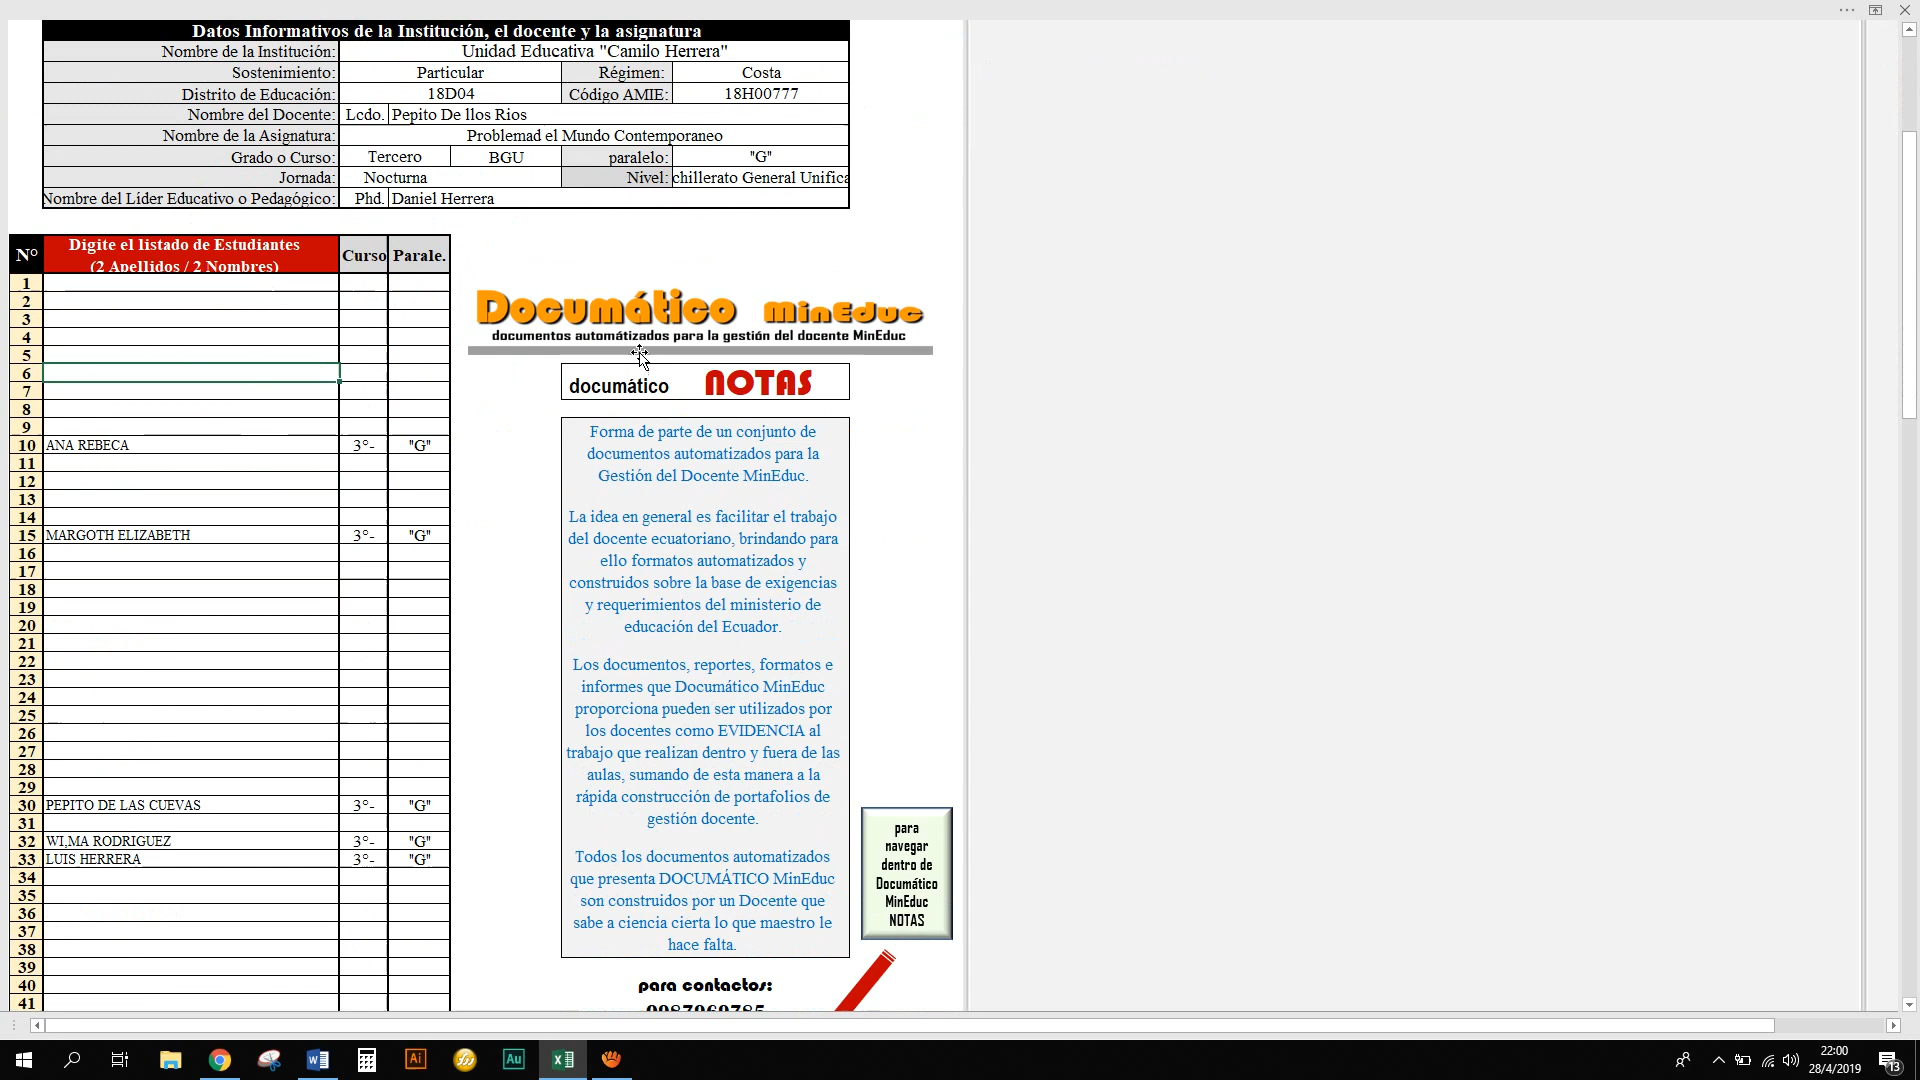 Datos Informativos de la Institución, el docente y la asignatura
Nombre de la Institución: Unidad Educativa "Camilo Herrera"
Sostenimiento: Particular Régimen: Costa
Distrito de Educación: 18D04 Código AMIE: 18H00777
Nombre del Docente: Lcdo. Pepito De llos Rios
Nombre de la Asignatura: Problemad el Mundo Contemporaneo
Grado o Curso: Tercero BGU paralelo: "G"
Jornada: Nocturna Nivel: chillerato General Unifica
Nombre del Líder Educativo o Pedagógico: Phd. Daniel Herrera
N° Digite el listado de Estudiantes Curso Parale.
(2 Apellidos / 2 Nombres)
1
2
3
4
5
6
7
8
9
10 ANA REBECA 3°- "G"
11
12
13
14
15 MARGOTH ELIZABETH 3°- "G"
16
17
18
19
20
21
22
23
24
25
26
27
28
29
30 PEPITO DE LAS CUEVAS 3°- "G"
31
32 WI,MA RODRIGUEZ 3°- "G"
33 LUIS HERRERA 3°- "G"
34
35
36
37
38
39
40
41
Documático MinEduc
documentos automátizados para la gestión del docente MinEduc
documático NOTAS
Forma de parte de un conjunto de
documentos automatizados para la
Gestión del Docente MinEduc.
La idea en general es facilitar el trabajo
del docente ecuatoriano, brindando para
ello formatos automatizados y
construidos sobre la base de exigencias
y requerimientos del ministerio de
educación del Ecuador.
Los documentos, reportes, formatos e
informes que Documático MinEduc
proporciona pueden ser utilizados por
los docentes como EVIDENCIA al
trabajo que realizan dentro y fuera de las
aulas, sumando de esta manera a la
rápida construcción de portafolios de
gestión docente.
Todos los documentos automatizados
que presenta DOCUMÁTICO MinEduc
son construidos por un Docente que
sabe a ciencia cierta lo que maestro le
hace falta.
para contactos:
para
navegar
dentro de
Documático
MinEduc
NOTAS
Ai
Au
22:00
28/4/2019
13